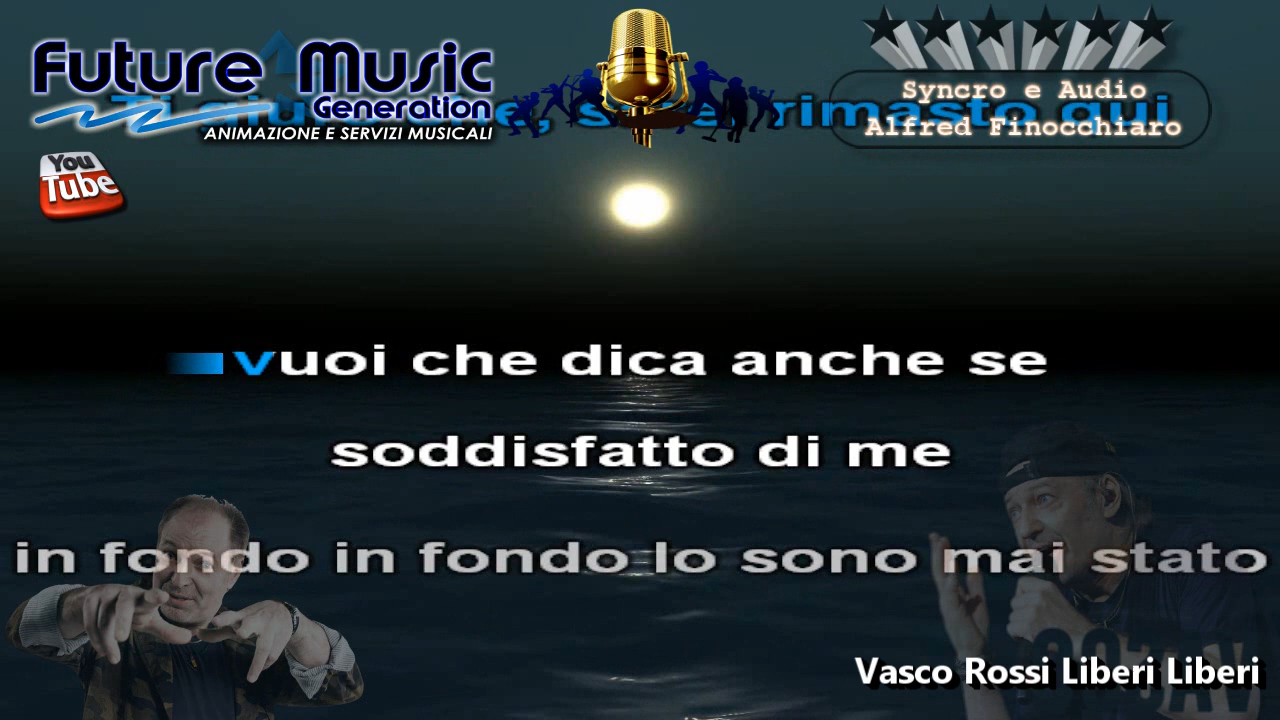 Future Music
Generation
ANIMAZIONE E SERVIZI MUSICALI
Syncro e Audio
Alfred Finocchiaro
rimasto qui
You
Tube
vuoi che dica anche se
soddisfatto di me
in fondo in fondo lo sono mai stato
Vasco Rossi Liberi Liberi